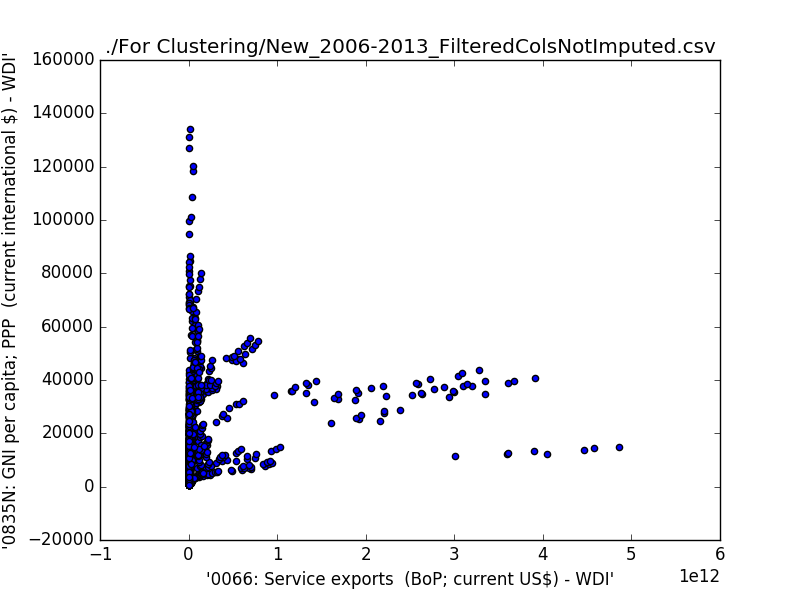 ./For Clustering/New_2006-2013_FilteredColsNotImputed.csv
160000
140000
120000
100000
80000
60000
40000
20000
0
−20000
'0835N: GNI per capita; PPP  (current international $) - WDI'
−1 0 1 2 3 4 5 6
1e12
'0066: Service exports  (BoP; current US$) - WDI'